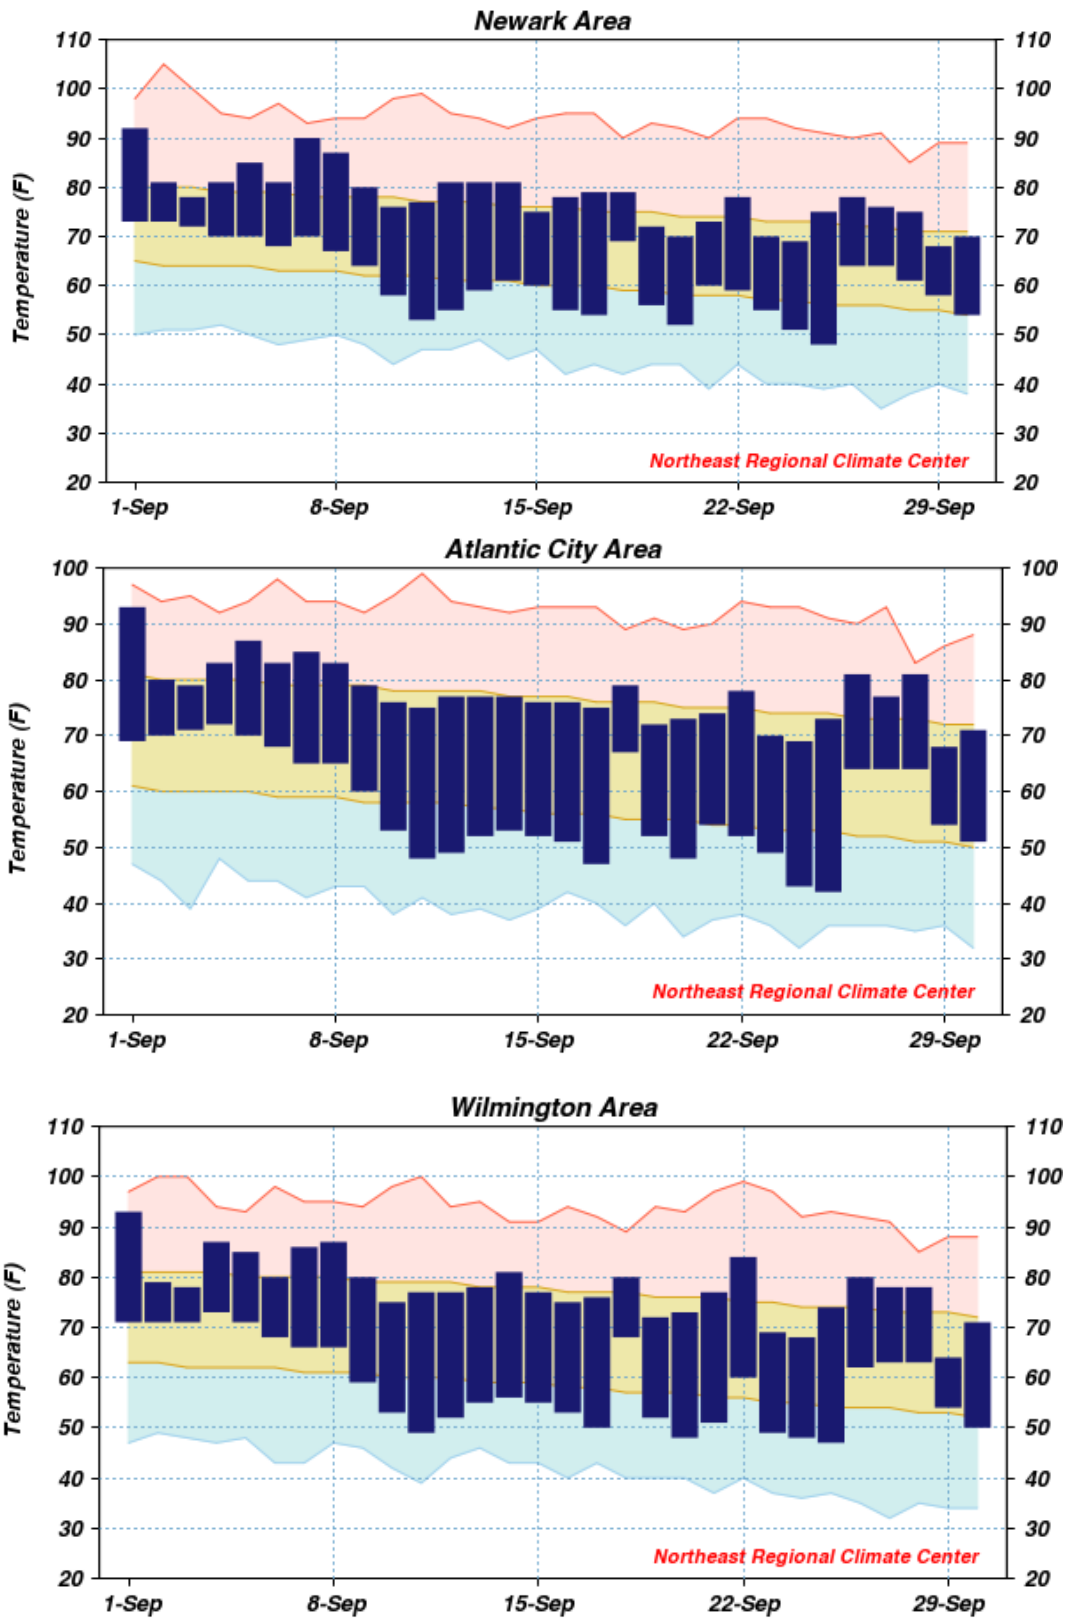 Newark Area
110 110
100 100
90 90
80 80
70 70
60 60
50 50
40 40
30 30
20 20
Temperature (F)
Northeast Regional Climate Center
1-Sep 8-Sep 15-Sep 22-Sep 29-Sep
Atlantic City Area
100 100
90 90
80 80
70 70
60 60
50 50
40 40
30 30
20 20
Temperature (F)
Northeast Regional Climate Center
1-Sep 8-Sep 15-Sep 22-Sep 29-Sep
Wilmington Area
110 110
100 100
90 90
80 80
70 70
60 60
50 50
40 40
30 30
20 20
Temperature (F)
Northeast Regional Climate Center
1-Sep 8-Sep 15-Sep 22-Sep 29-Sep